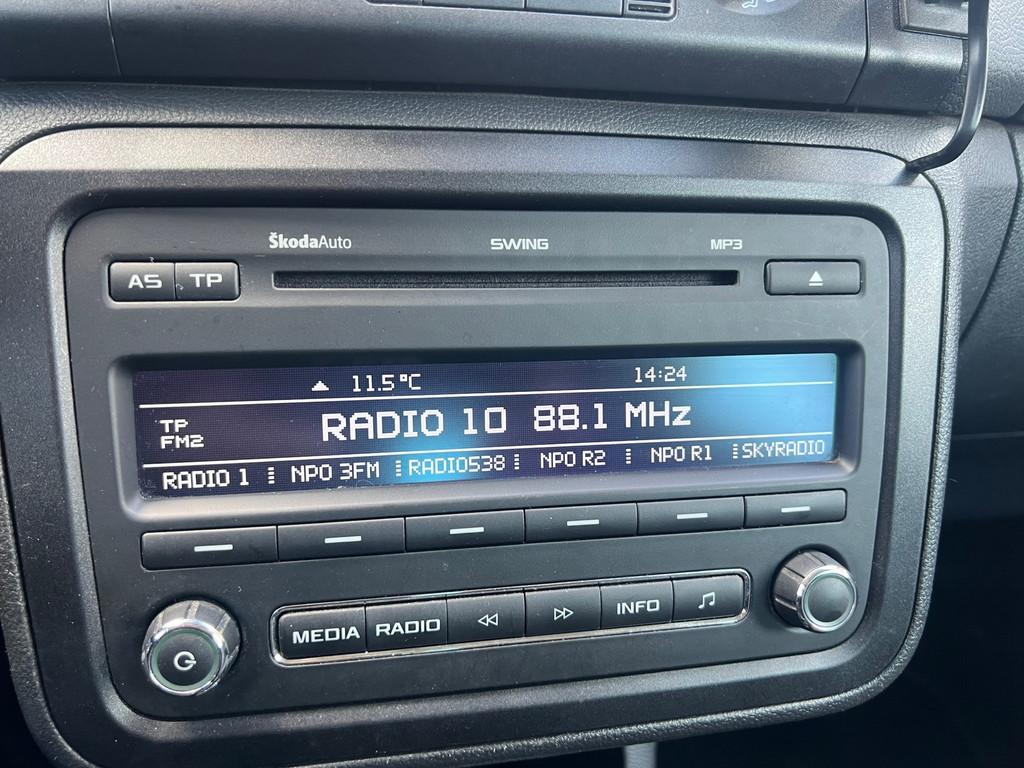 ŠkodaAuto SWING MP3
AS TP
11.5°C 14:24
TP
FM2
RADIO 10 88.1 MHz
RADIO 1 NPO 3FM RADIO538 NPO R2 NPO R1 SKYRADIO
MEDIA RADIO INFO